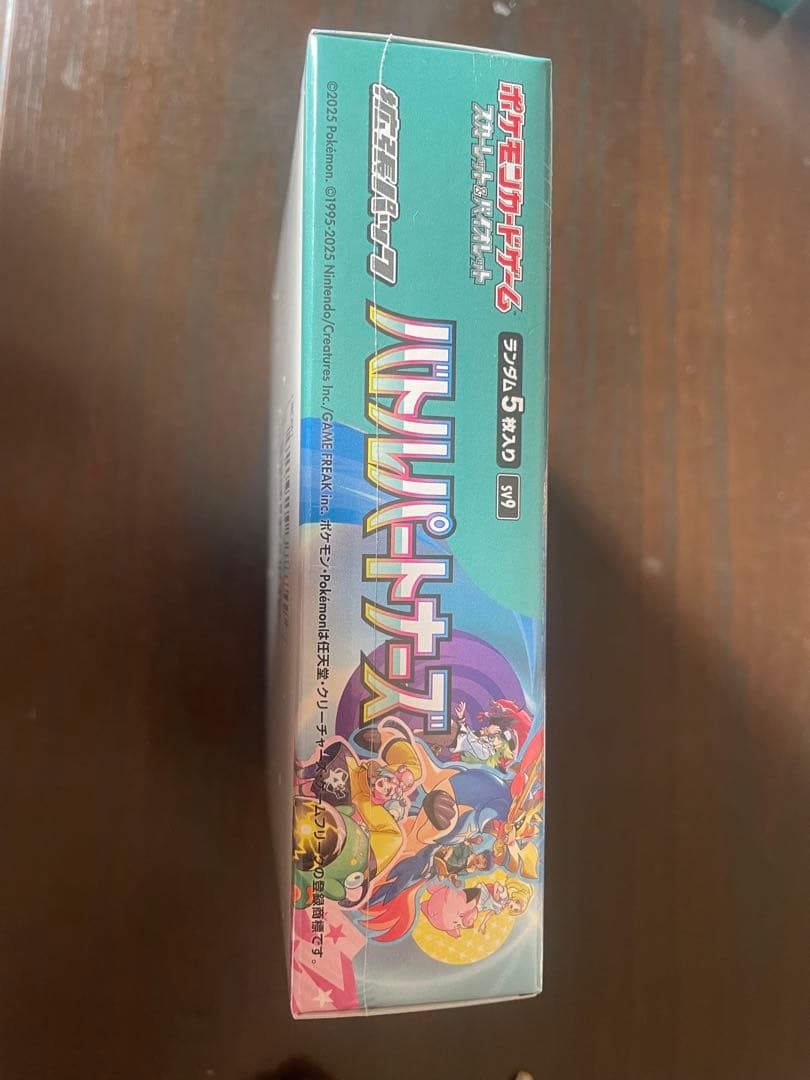 ポケモンカードゲーム
スカーレット&バイオレット
ランダム5枚入り
sv9
拡張パック
バトルパートナーズ
©2025 Pokémon. ©1995-2025 Nintendo/Creatures Inc./GAME FREAK inc. ポケモン・Pokémonは任天堂・クリーチャーズ・ゲームフリークの登録商標です。